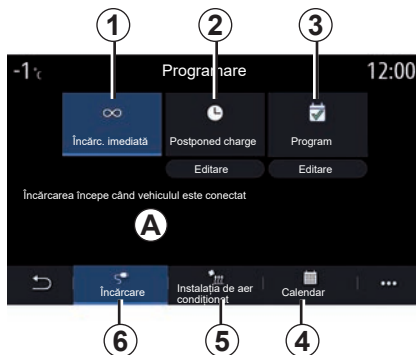 1 2 3
-1°c Programare 12:00
Încărc. imediată Postponed charge Program
Editare Editare
Încărcarea începe când vehiculul este conectat
A
Încărcare Instalația de aer condiționat Calendar
6 5 4